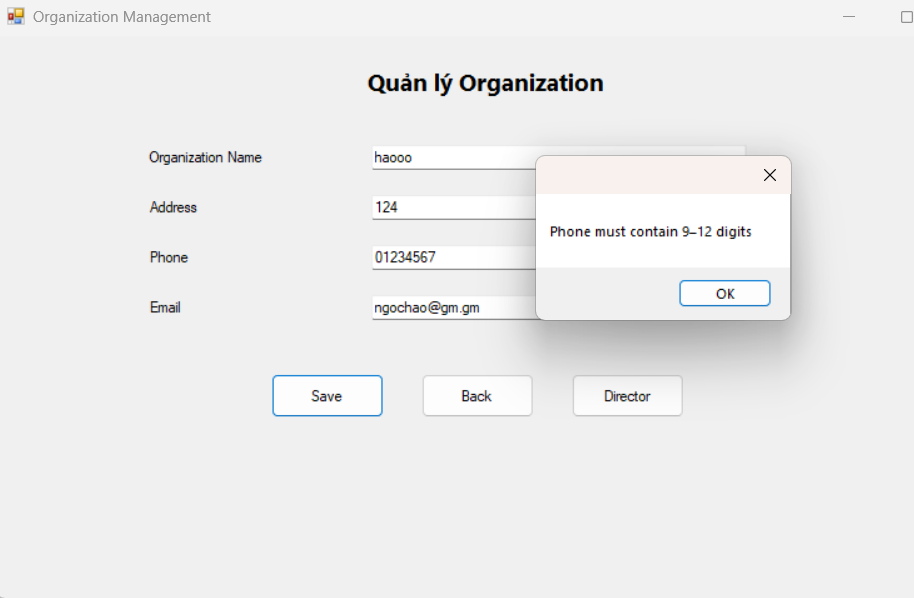 Organization Management
Quản lý Organization
Organization Name
haooo
Address
124
Phone
01234567
Email
ngochao@gm.gm
Phone must contain 9–12 digits
OK
Save
Back
Director